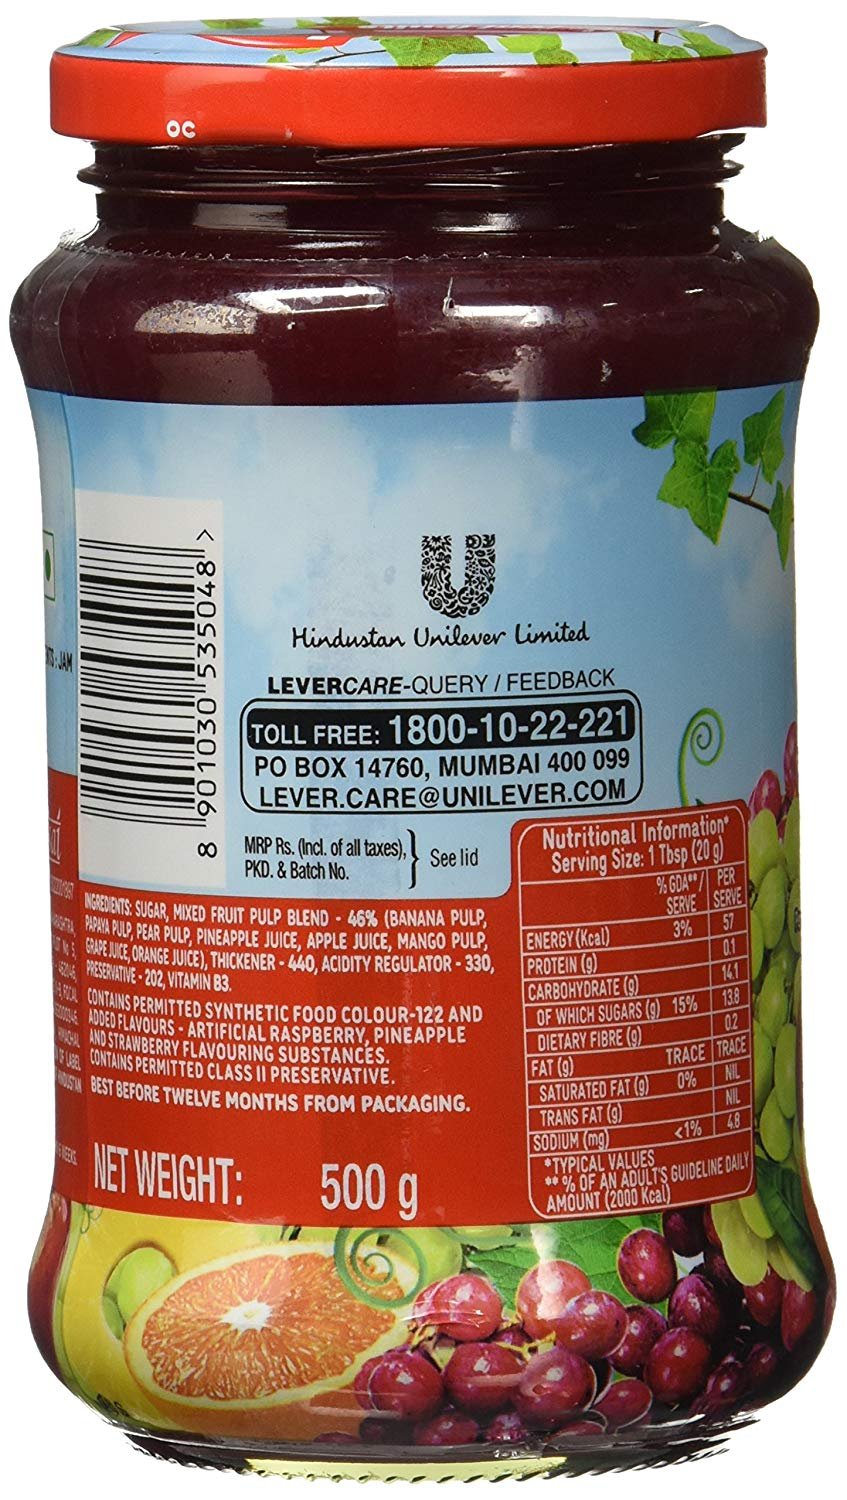 OC
JAM
8 901030 535048 >
Hindustan Unilever Limited
LEVERCARE-QUERY / FEEDBACK
TOLL FREE: 1800-10-22-221
PO BOX 14760, MUMBAI 400 099
LEVER.CARE@UNILEVER.COM
MRP Rs. (Incl. of all taxes),
PKD. & Batch No.
} See lid
INGREDIENTS: SUGAR, MIXED FRUIT PULP BLEND - 46% (BANANA PULP,
PAPAYA PULP, PEAR PULP, PINEAPPLE JUICE, APPLE JUICE, MANGO PULP,
GRAPE JUICE, ORANGE JUICE), THICKENER - 440, ACIDITY REGULATOR - 330,
PRESERVATIVE - 202, VITAMIN B3.
CONTAINS PERMITTED SYNTHETIC FOOD COLOUR-122 AND
ADDED FLAVOURS - ARTIFICIAL RASPBERRY, PINEAPPLE
AND STRAWBERRY FLAVOURING SUBSTANCES.
CONTAINS PERMITTED CLASS II PRESERVATIVE.
BEST BEFORE TWELVE MONTHS FROM PACKAGING.
NET WEIGHT: 500 g
Nutritional Information*
Serving Size: 1 Tbsp (20 g)
% GDA**/ SERVE PER SERVE
ENERGY (Kcal) 3% 57
PROTEIN (g) 0.1
CARBOHYDRATE (g) 14.1
OF WHICH SUGARS (g) 15% 13.8
DIETARY FIBRE (g) 0.2
FAT (g) TRACE TRACE
SATURATED FAT (g) 0% NIL
TRANS FAT (g) NIL
SODIUM (mg) <1% 4.8
*TYPICAL VALUES
** % OF AN ADULT'S GUIDELINE DAILY
AMOUNT (2000 Kcal)